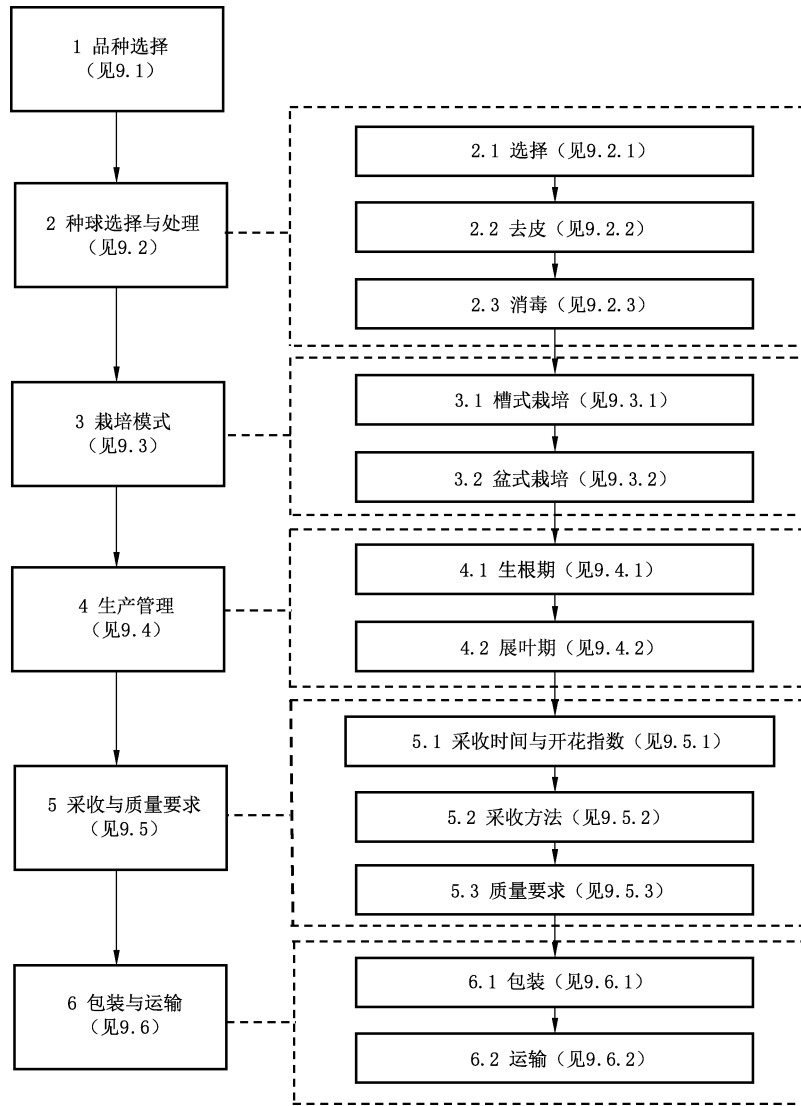 1 品种选择
（见9.1）
2 种球选择与处理
（见9.2）
2.1 选择（见9.2.1）
2.2 去皮（见9.2.2）
2.3 消毒（见9.2.3）
3 栽培模式
（见9.3）
3.1 槽式栽培（见9.3.1）
3.2 盆式栽培（见9.3.2）
4 生产管理
（见9.4）
4.1 生根期（见9.4.1）
4.2 展叶期（见9.4.2）
5 采收与质量要求
（见9.5）
5.1 采收时间与开花指数（见9.5.1）
5.2 采收方法（见9.5.2）
5.3 质量要求（见9.5.3）
6 包装与运输
（见9.6）
6.1 包装（见9.6.1）
6.2 运输（见9.6.2）